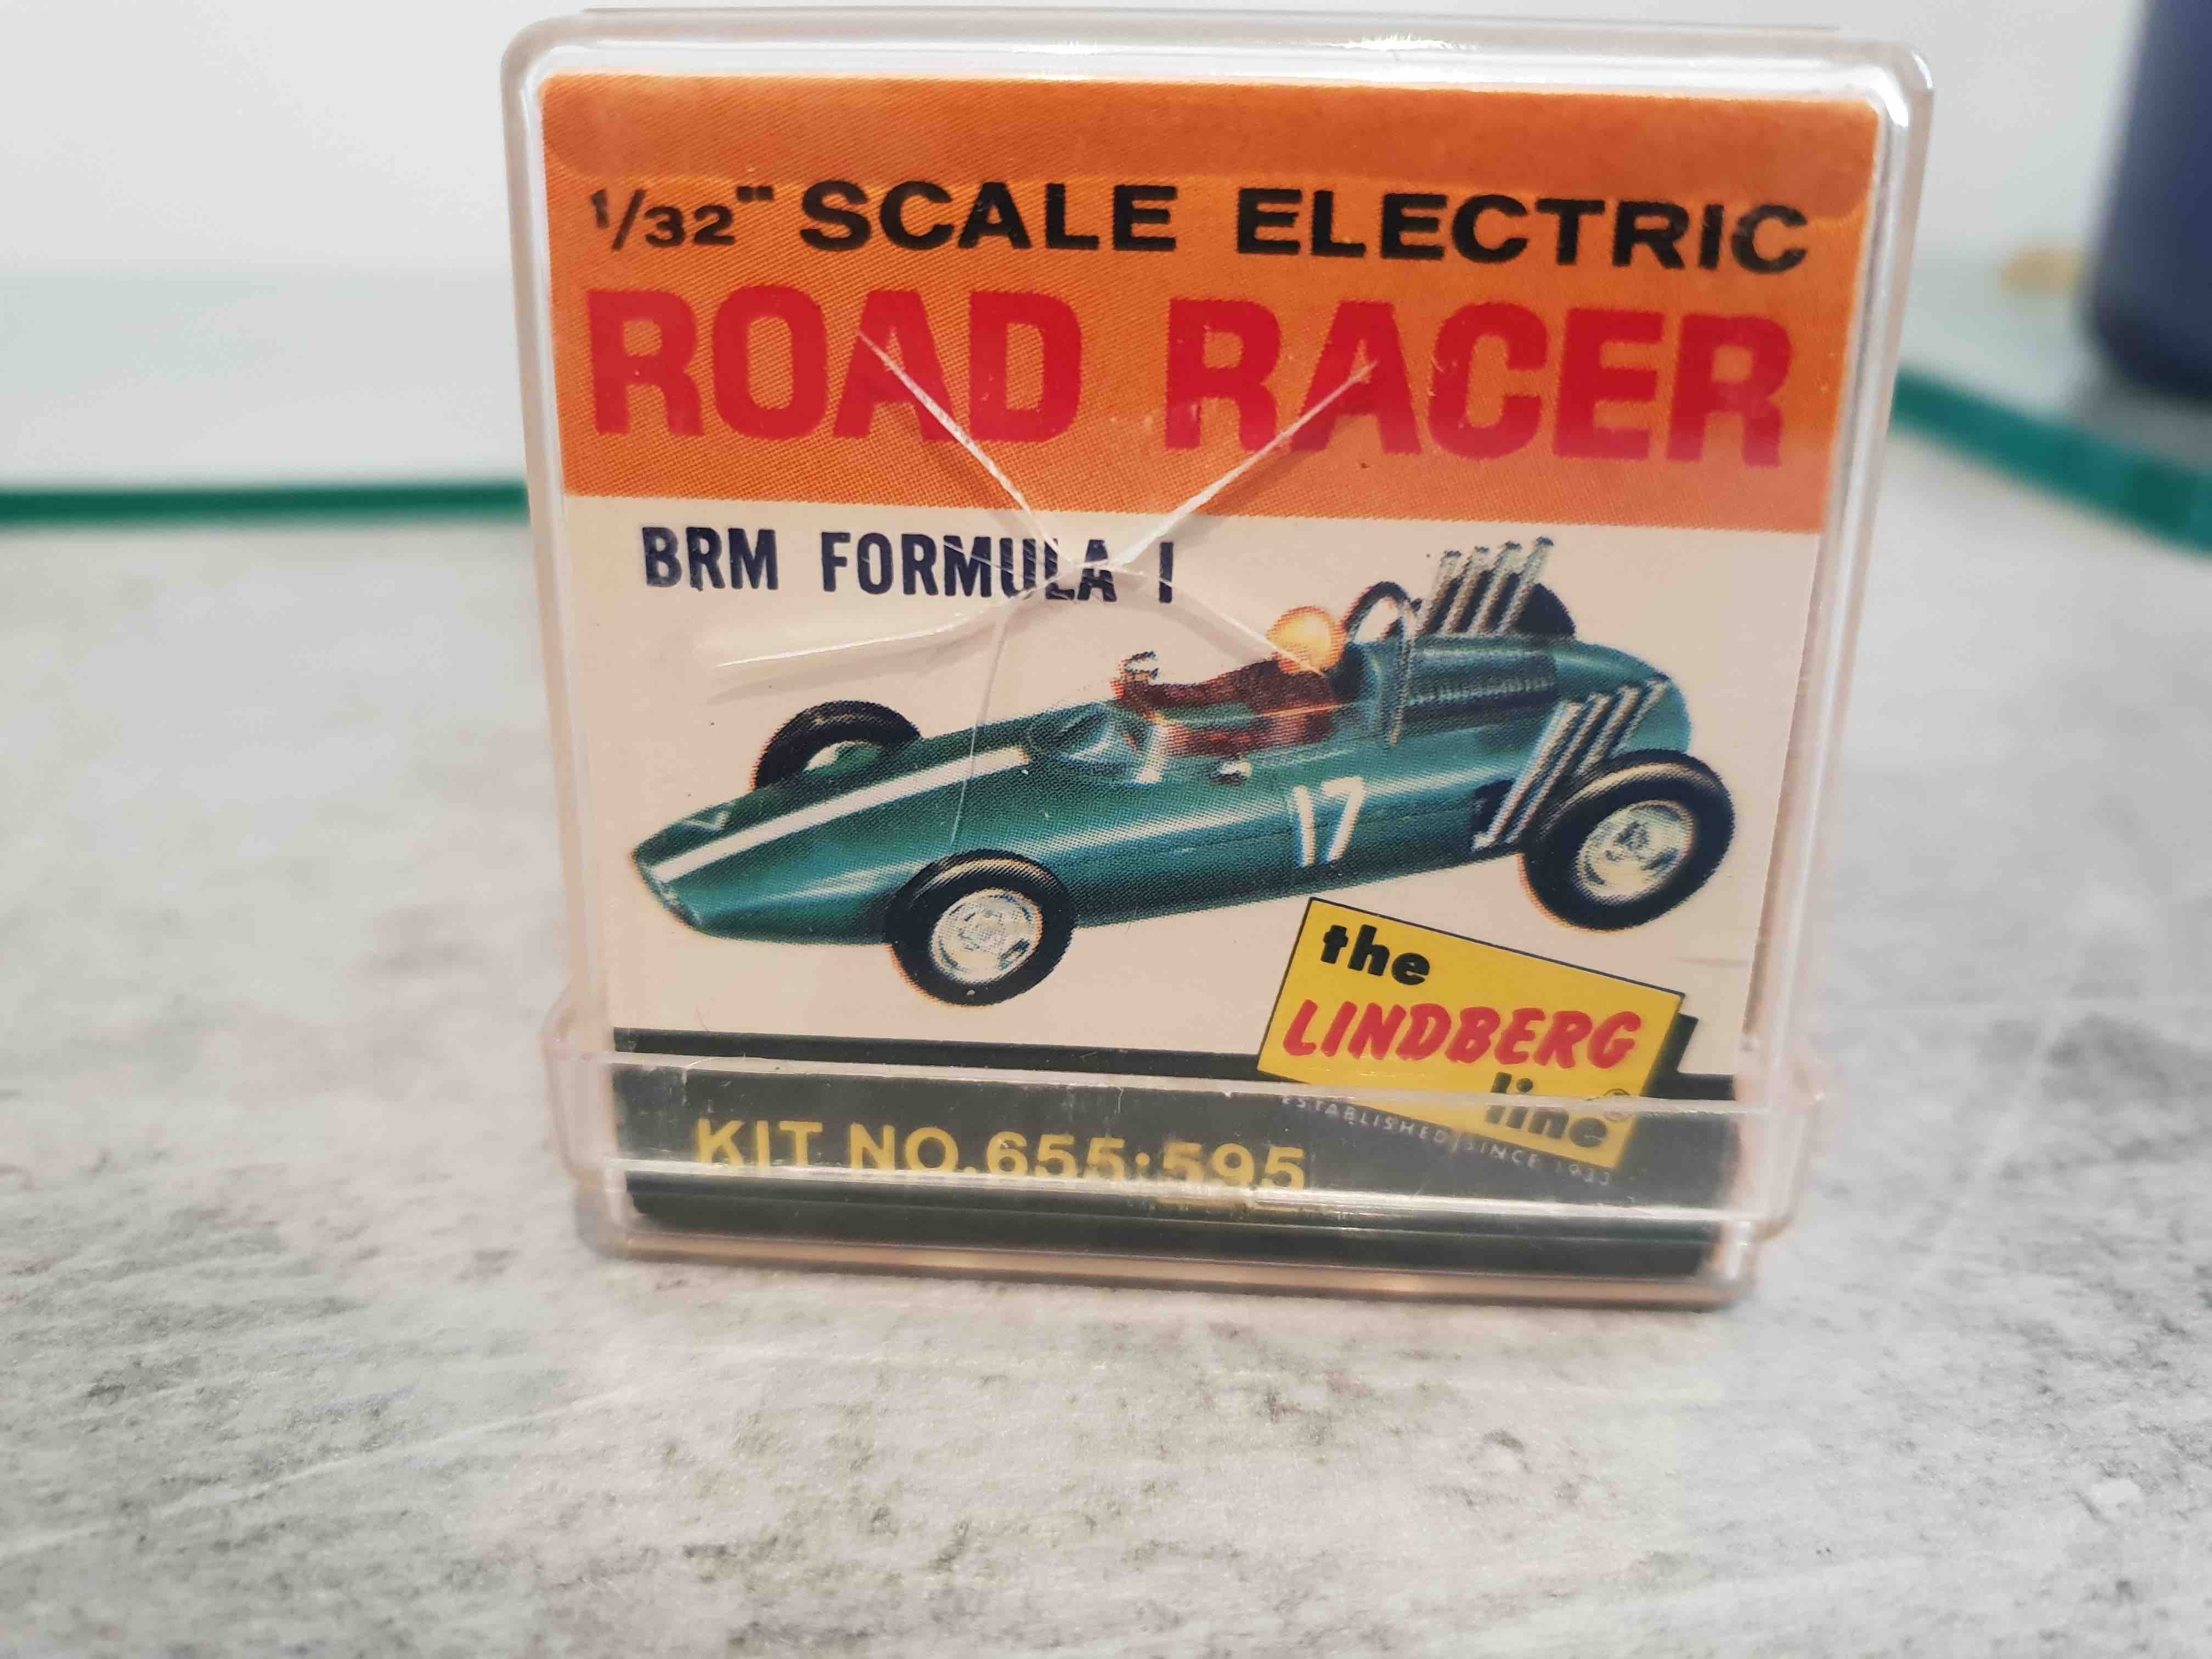 1/32" SCALE ELECTRIC
ROAD RACER
BRM FORMULA I
17
the
LINDBERG
line®
ESTABLISHED SINCE 1933
KIT NO.655:595